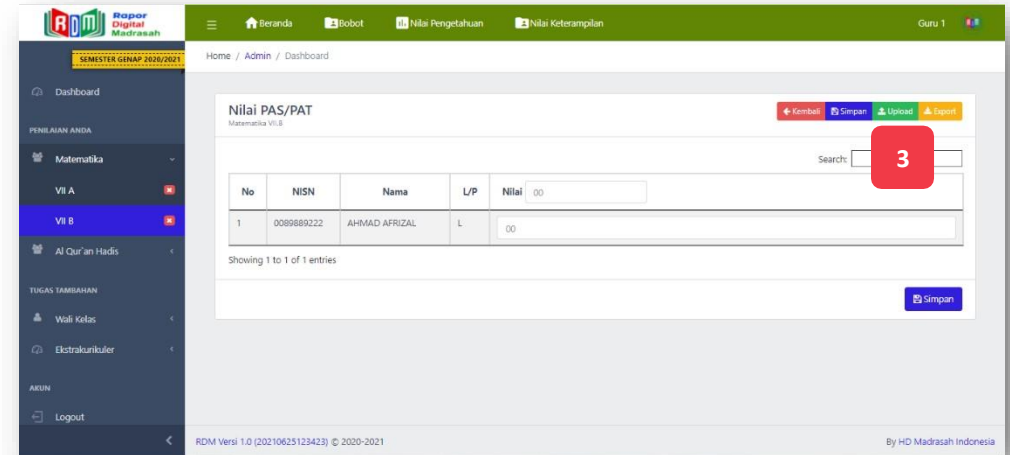 RDM Rapor
Digital
Madrasah
Beranda Bobot Nilai Pengetahuan Nilai Keterampilan Guru 1
SEMESTER GENAP 2020/2021
Home / Admin / Dashboard
Dashboard
PENILAIAN ANDA
Matematika
VII A
VII B
Al Qur'an Hadis
TUGAS TAMBAHAN
Wali Kelas
Ekstrakurikuler
AKUN
Logout
Nilai PAS/PAT
Matematika VII.B
Kembali Simpan Upload Export
Search:
3
No NISN Nama L/P Nilai 00
1 0089889222 AHMAD AFRIZAL L 00
Showing 1 to 1 of 1 entries
Simpan
RDM Versi 1.0 (20210625123423) © 2020-2021 By HD Madrasah Indonesia